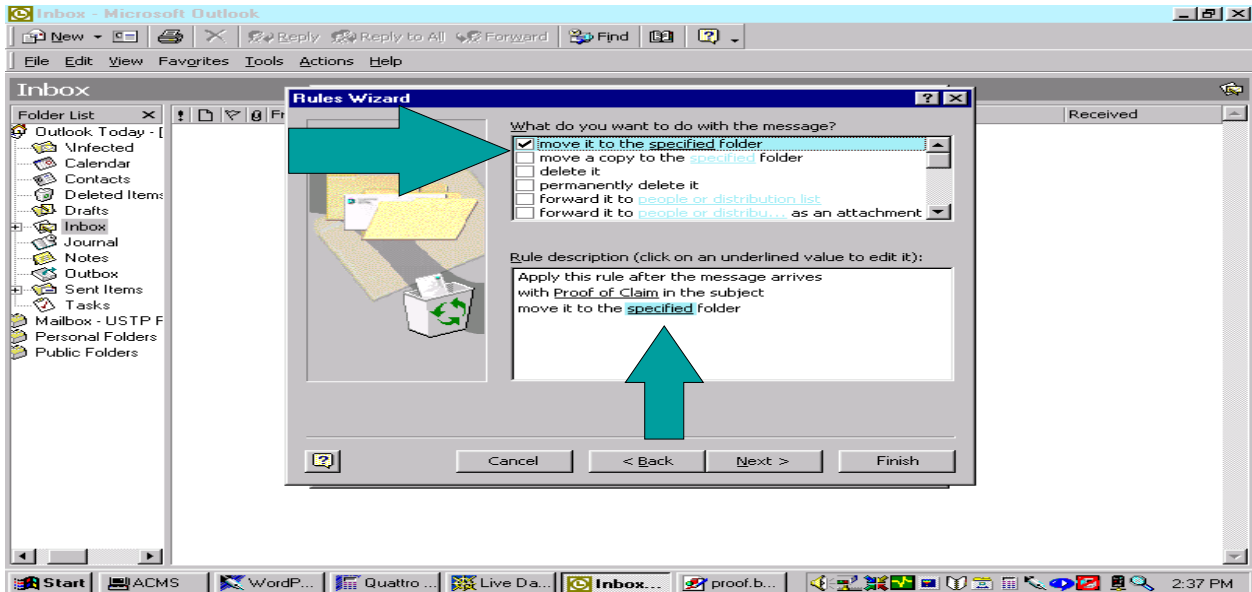 Inbox - Microsoft Outlook
New Reply Reply to All Forward Find
File Edit View Favorites Tools Actions Help
Inbox
Folder List
Outlook Today - [
\Infected
Calendar
Contacts
Deleted Items
Drafts
Inbox
Journal
Notes
Outbox
Sent Items
Tasks
Mailbox - USTP F
Personal Folders
Public Folders
! Fr Received
Rules Wizard
What do you want to do with the message?
move it to the specified folder
move a copy to the specified folder
delete it
permanently delete it
forward it to people or distribution list
forward it to people or distribu... as an attachment
Rule description (click on an underlined value to edit it):
Apply this rule after the message arrives
with Proof of Claim in the subject
move it to the specified folder
Cancel < Back Next > Finish
Start ACMS WordP... Quattro ... Live Da... Inbox... proof.b... 2:37 PM